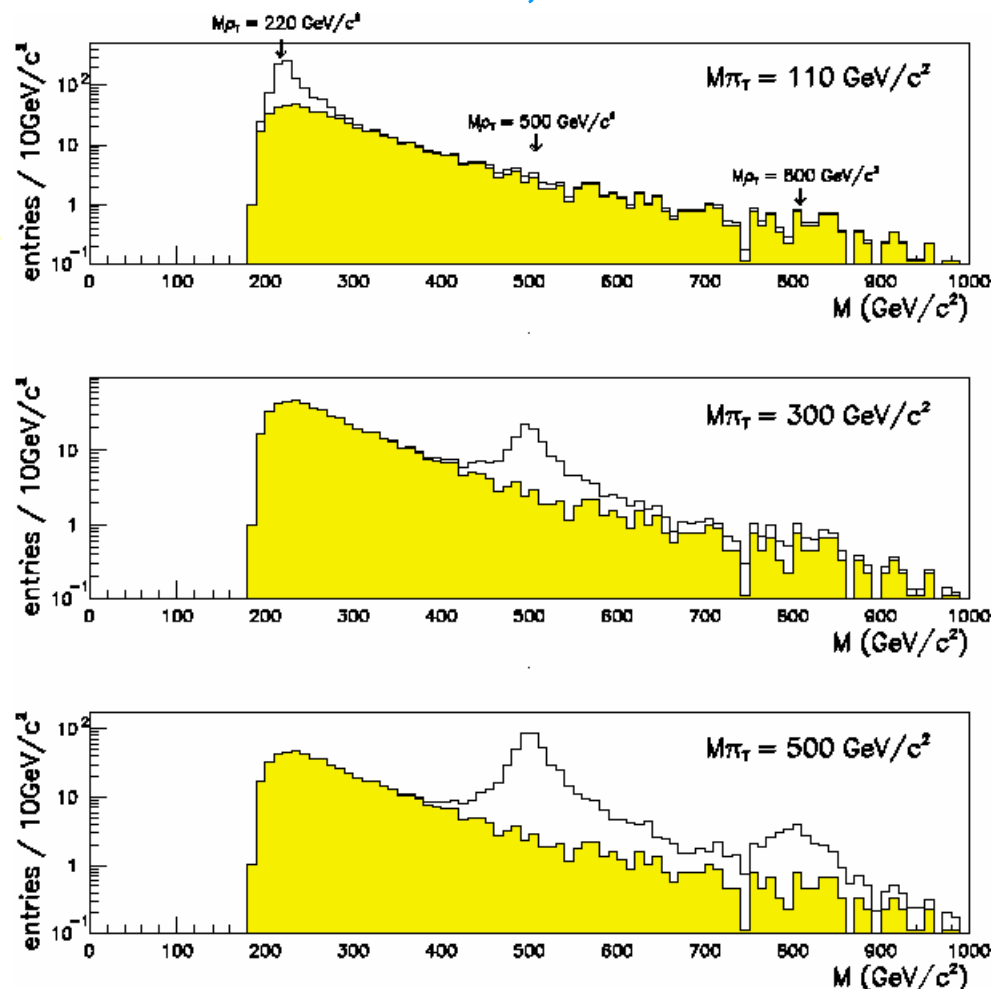 Mρ_T = 220 GeV/c²
Mπ_T = 110 GeV/c²
Mρ_T = 500 GeV/c²
Mρ_T = 800 GeV/c²
entries / 10GeV/c²
10²
10
1
10⁻¹
0 100 200 300 400 500 600 700 800 900 1000
M (GeV/c²)
Mπ_T = 300 GeV/c²
entries / 10GeV/c²
10
1
10⁻¹
0 100 200 300 400 500 600 700 800 900 1000
M (GeV/c²)
Mπ_T = 500 GeV/c²
entries / 10GeV/c²
10²
10
1
10⁻¹
0 100 200 300 400 500 600 700 800 900 1000
M (GeV/c²)